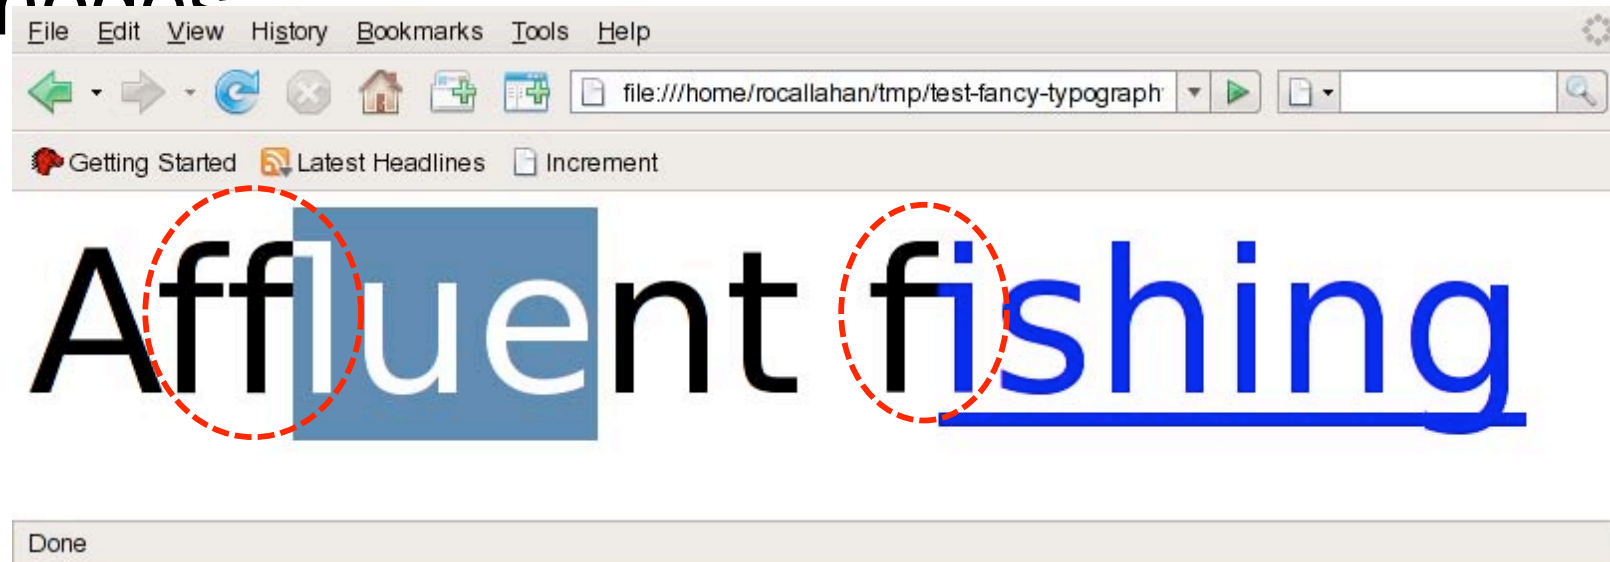 File Edit View History Bookmarks Tools Help
file:///home/rocallahan/tmp/test-fancy-typograph
Getting Started Latest Headlines Increment
Affluent fishing
Done